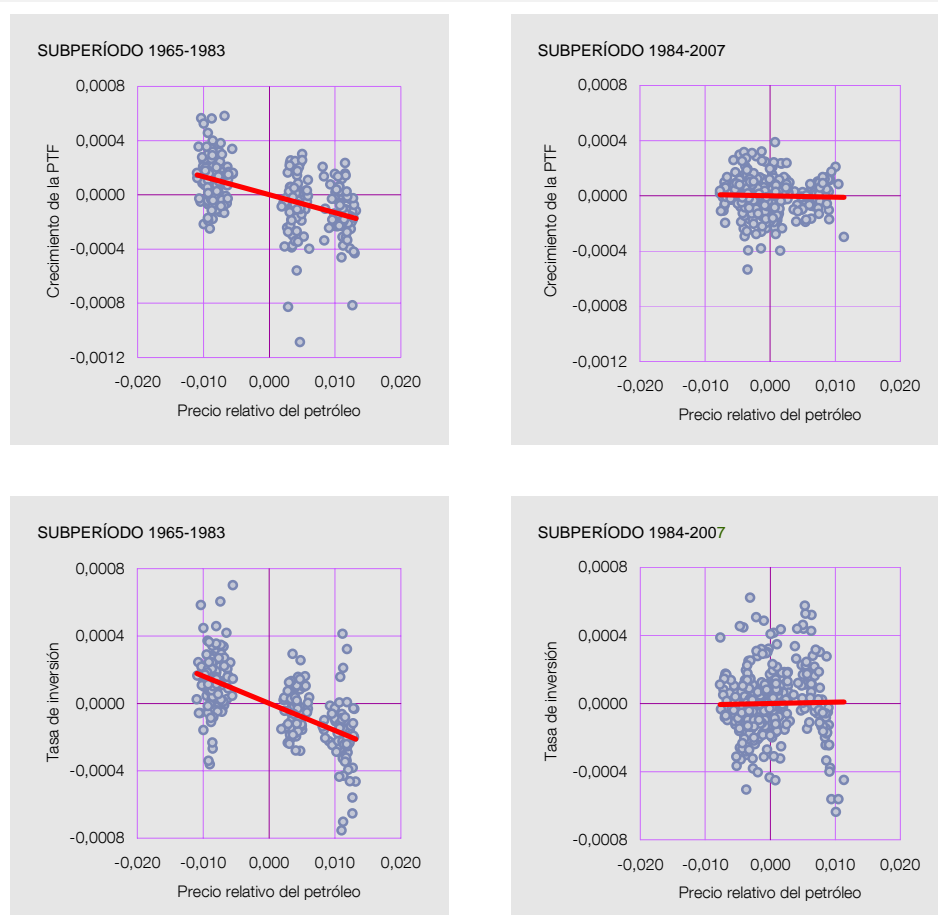 SUBPERÍODO 1965-1983
0,0008
0,0004
0,0000
-0,0004
-0,0008
-0,0012
Crecimiento de la PTF
-0,020 -0,010 0,000 0,010 0,020
Precio relativo del petróleo
SUBPERÍODO 1984-2007
0,0008
0,0004
0,0000
-0,0004
-0,0008
-0,0012
Crecimiento de la PTF
-0,020 -0,010 0,000 0,010 0,020
Precio relativo del petróleo
SUBPERÍODO 1965-1983
0,0008
0,0004
0,0000
-0,0004
-0,0008
Tasa de inversión
-0,020 -0,010 0,000 0,010 0,020
Precio relativo del petróleo
SUBPERÍODO 1984-2007
0,0008
0,0004
0,0000
-0,0004
-0,0008
Tasa de inversión
-0,020 -0,010 0,000 0,010 0,020
Precio relativo del petróleo